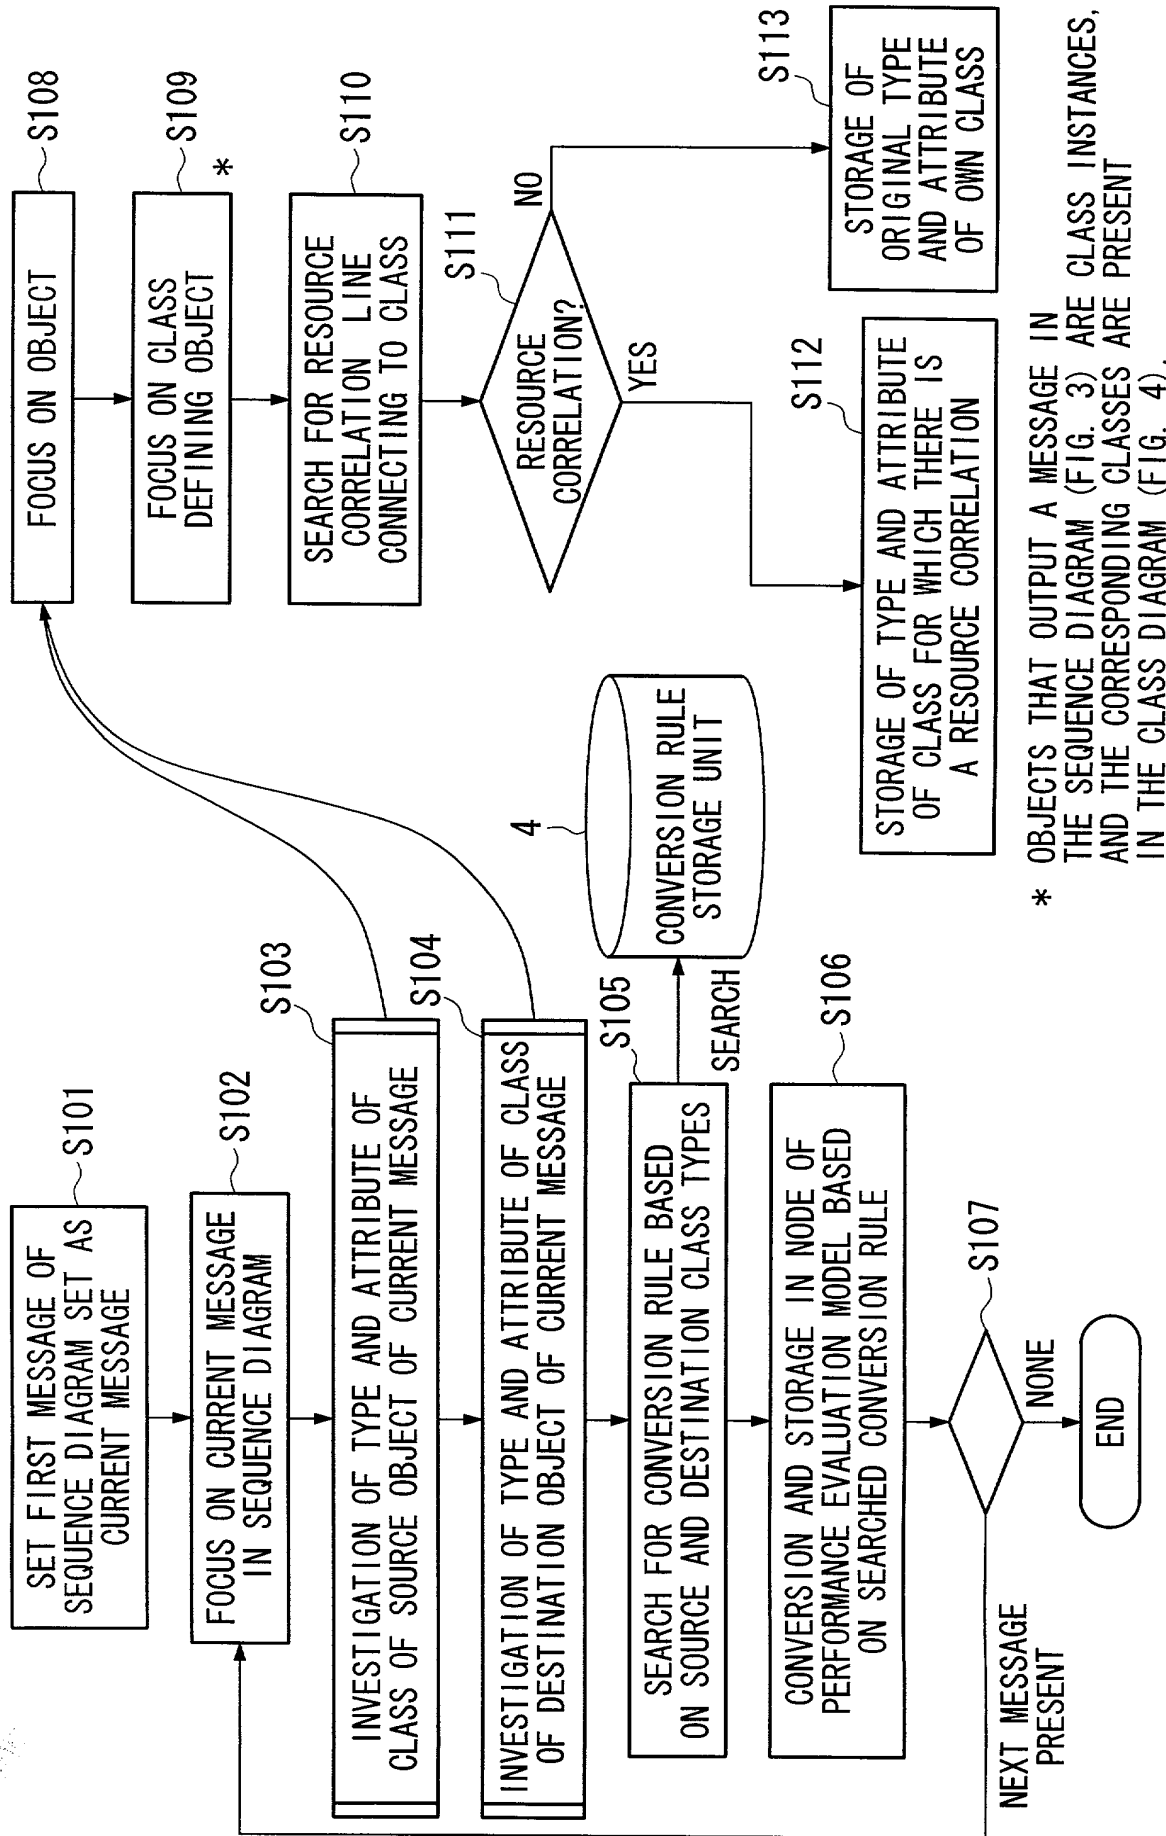 SET FIRST MESSAGE OF
SEQUENCE DIAGRAM SET AS
CURRENT MESSAGE
S101
FOCUS ON CURRENT MESSAGE
IN SEQUENCE DIAGRAM
S102
INVESTIGATION OF TYPE AND ATTRIBUTE OF
CLASS OF SOURCE OBJECT OF CURRENT MESSAGE
S103
INVESTIGATION OF TYPE AND ATTRIBUTE OF CLASS
OF DESTINATION OBJECT OF CURRENT MESSAGE
S104
SEARCH FOR CONVERSION RULE BASED
ON SOURCE AND DESTINATION CLASS TYPES
S105
SEARCH
4
CONVERSION RULE
STORAGE UNIT
CONVERSION AND STORAGE IN NODE OF
PERFORMANCE EVALUATION MODEL BASED
ON SEARCHED CONVERSION RULE
S106
S107
NEXT MESSAGE
PRESENT
NONE
END
FOCUS ON OBJECT
S108
FOCUS ON CLASS
DEFINING OBJECT
S109
*
SEARCH FOR RESOURCE
CORRELATION LINE
CONNECTING TO CLASS
S110
RESOURCE
CORRELATION?
S111
NO
YES
STORAGE OF TYPE AND ATTRIBUTE
OF CLASS FOR WHICH THERE IS
A RESOURCE CORRELATION
S112
STORAGE OF
ORIGINAL TYPE
AND ATTRIBUTE
OF OWN CLASS
S113
* OBJECTS THAT OUTPUT A MESSAGE IN
THE SEQUENCE DIAGRAM (FIG. 3) ARE CLASS INSTANCES,
AND THE CORRESPONDING CLASSES ARE PRESENT
IN THE CLASS DIAGRAM (FIG. 4).